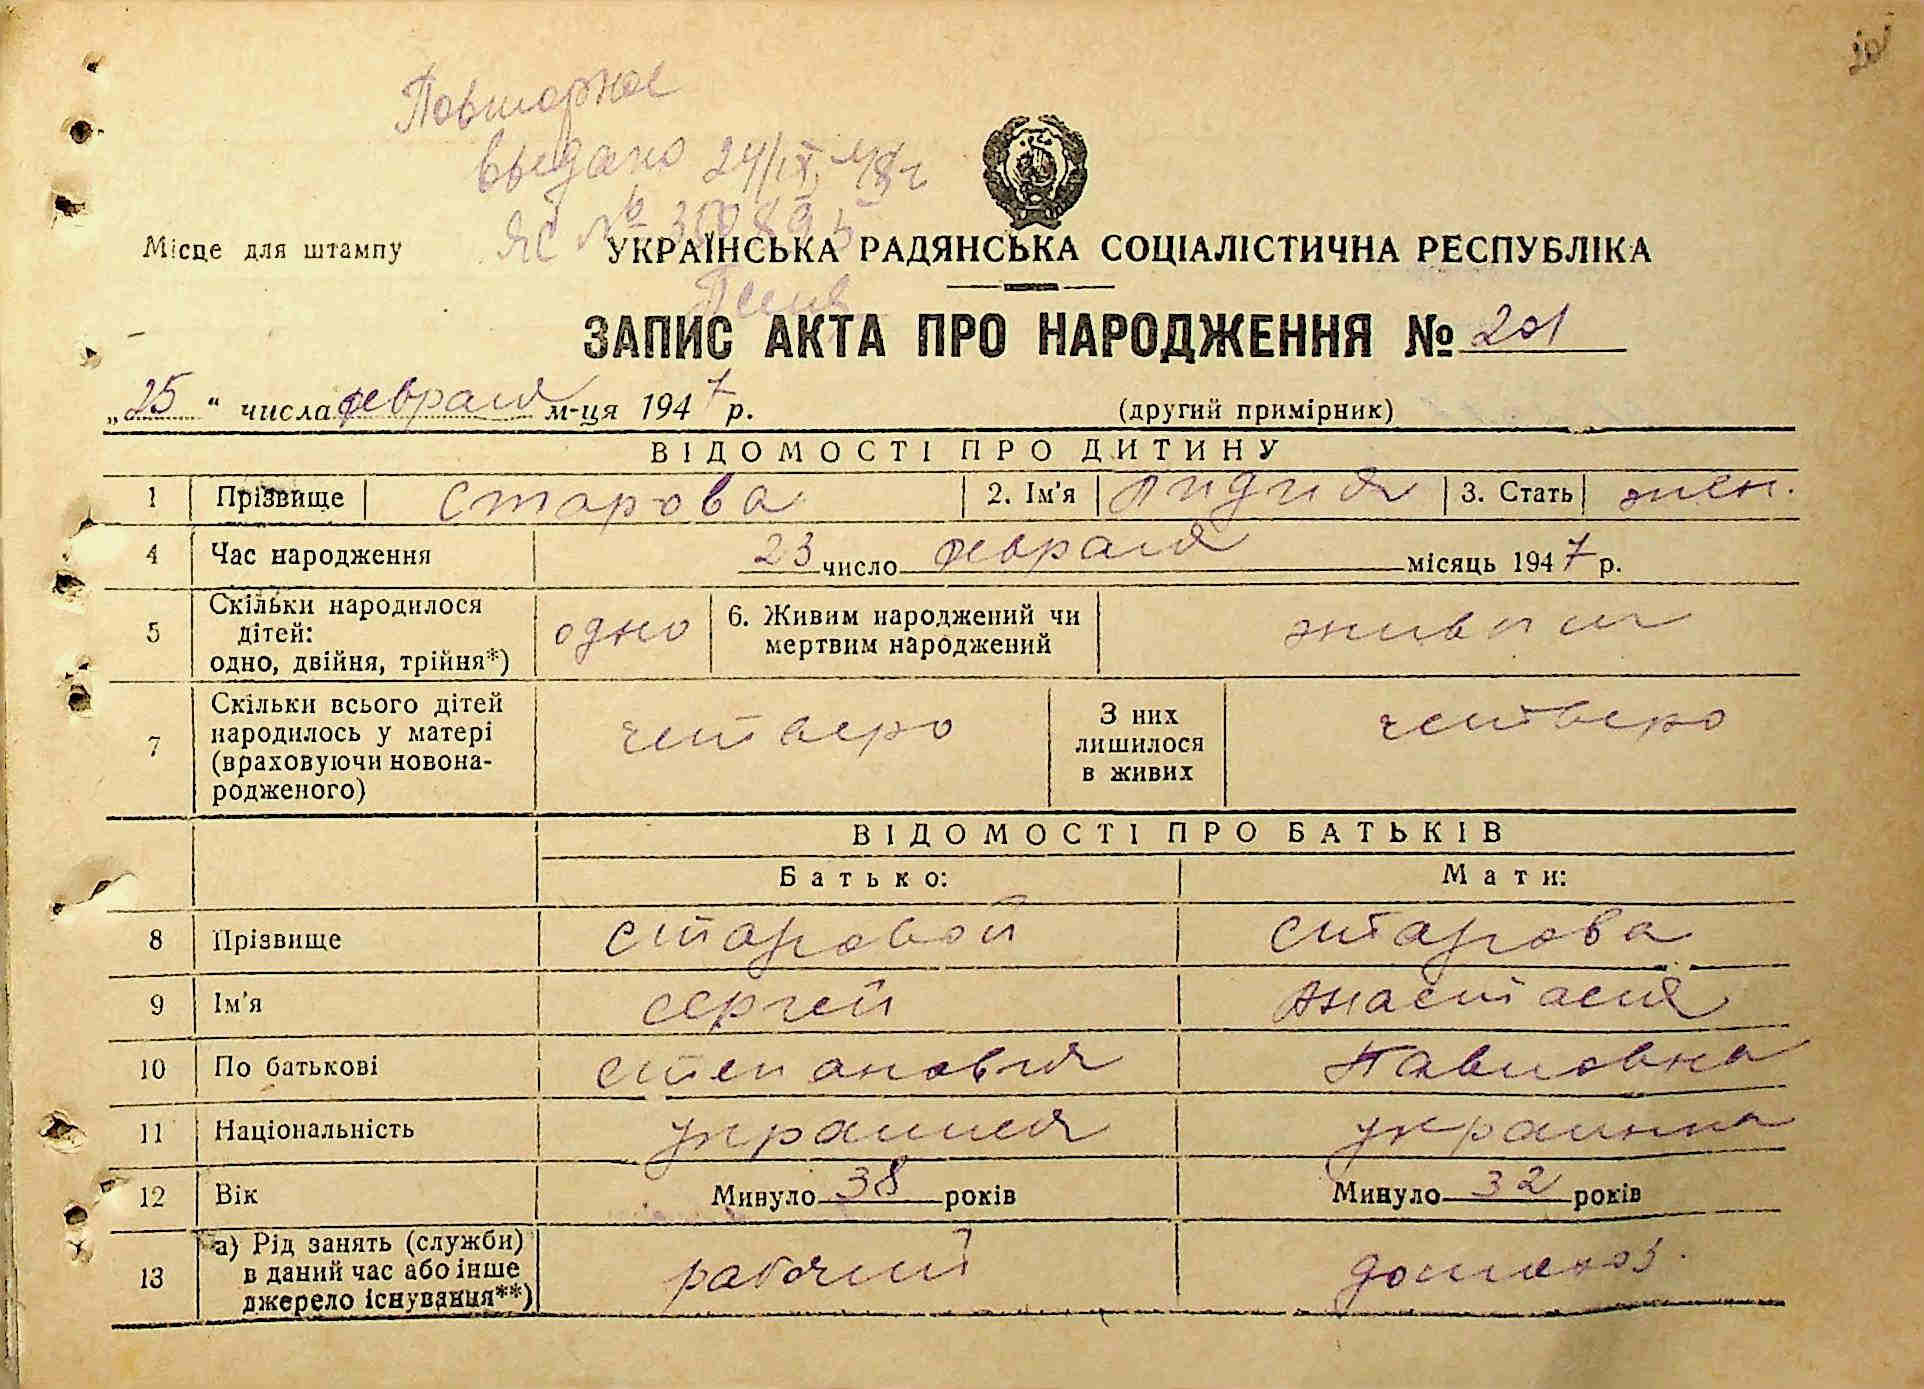 201
Повторное
выдано 24/IX 48 г
ЯС №
Місце для штампу
УКРАЇНСЬКА РАДЯНСЬКА СОЦІАЛІСТИЧНА РЕСПУБЛІКА
ЗАПИС АКТА ПРО НАРОДЖЕННЯ № 201
„25“ числа февраля м-ця 1947 р. (другий примірник)
ВІДОМОСТІ ПРО ДИТИНУ
1 Прізвище Старова 2. Ім'я Лидия 3. Стать жен.
4 Час народження 23 число февраля місяць 1947 р.
5 Скільки народилося дітей: одно, двійня, трійня*) одно 6. Живим народжений чи мертвим народжений живым
7 Скільки всього дітей народилось у матері (враховуючи новонародженого) четверо З них лишилося в живих четверо
ВІДОМОСТІ ПРО БАТЬКІВ
Батько: Мати:
8 Прізвище Старовой Старова
9 Ім'я Сергей Анастасия
10 По батькові Степанович Павловна
11 Національність украинец украинка
12 Вік Минуло 38 років Минуло 32 років
13 а) Рід занять (служби) в даний час або інше джерело існування**) рабочий домохоз.